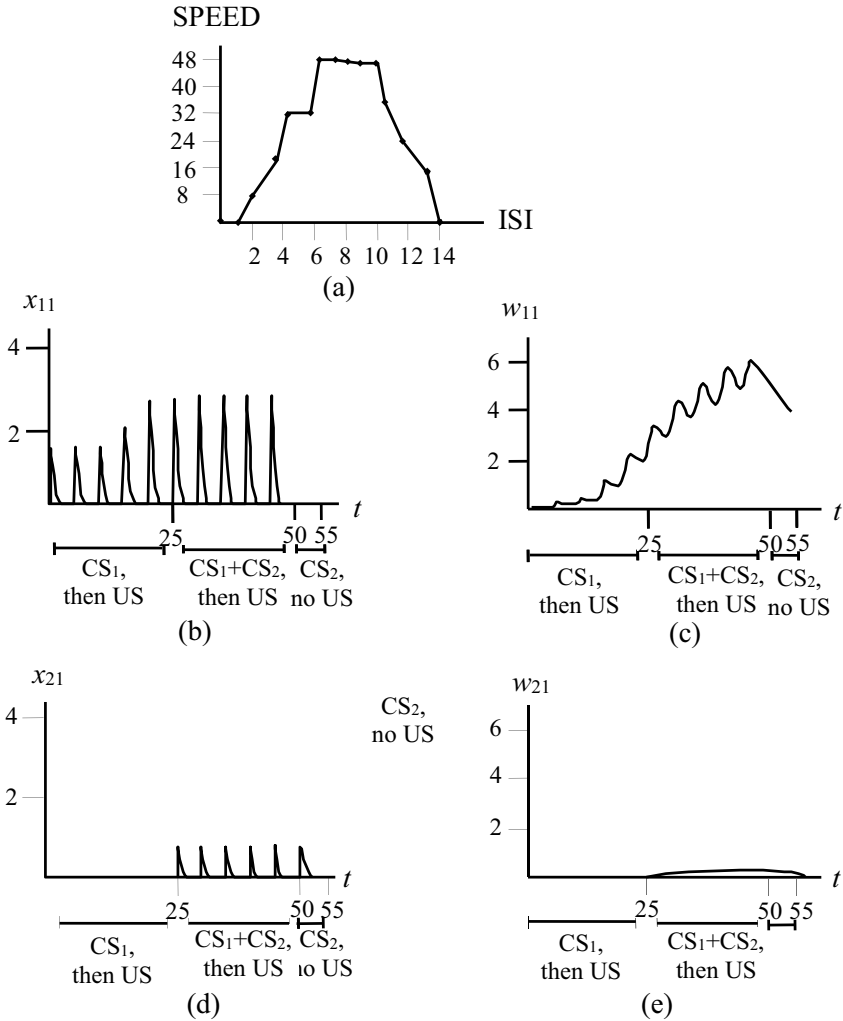 SPEED
48
40
32
24
16
8
ISI
2 4 6 8 10 12 14
(a)
x11
4
2
t
25
50 55
CS1,
then US
CS1+CS2,
then US
CS2,
no US
(b)
w11
6
4
2
t
25
50 55
CS1,
then US
CS1+CS2,
then US
CS2,
no US
(c)
x21
4
2
t
25
50 55
CS1,
then US
CS1+CS2,
then US
CS2,
no US
(d)
CS2,
no US
w21
6
4
2
t
25
50 55
CS1,
then US
CS1+CS2,
then US
(e)